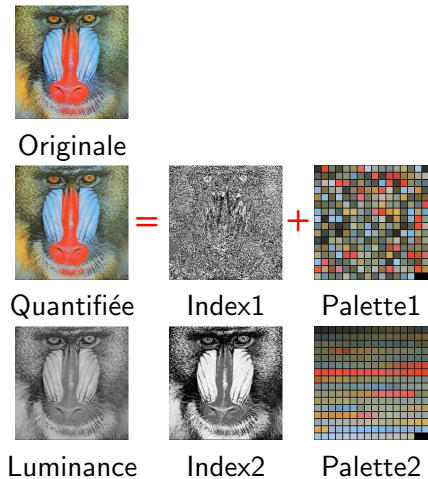 Originale
= +
Quantifiée Index1 Palette1
Luminance Index2 Palette2